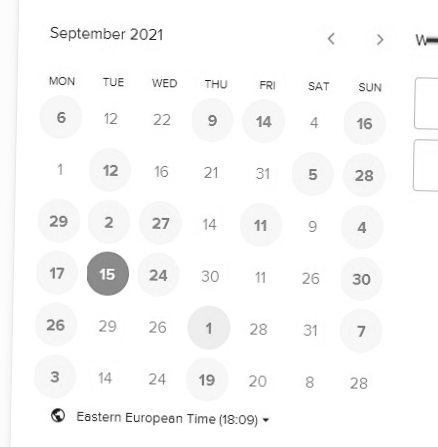 September 2021
MON TUE WED THU FRI SAT SUN
6 12 22 9 14 4 16
1 12 16 21 31 5 28
29 2 27 14 11 9 4
17 15 24 30 11 26 30
26 29 26 1 28 31 7
3 14 24 19 20 8 28
Eastern European Time (18:09)